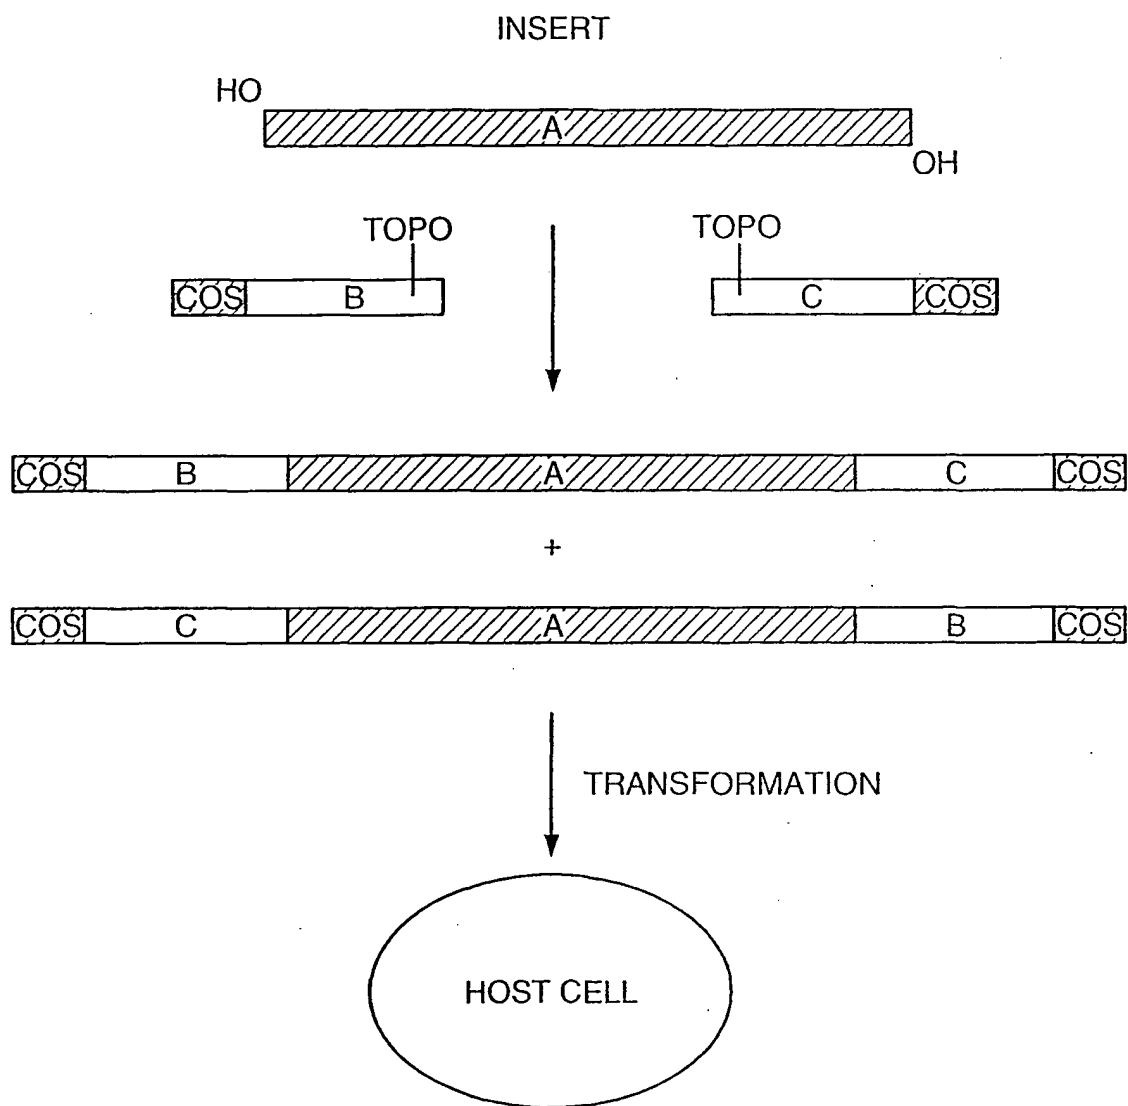 INSERT
HO
A
OH
TOPO TOPO
COS B C COS
COS B A C COS
+
COS C A B COS
TRANSFORMATION
HOST CELL